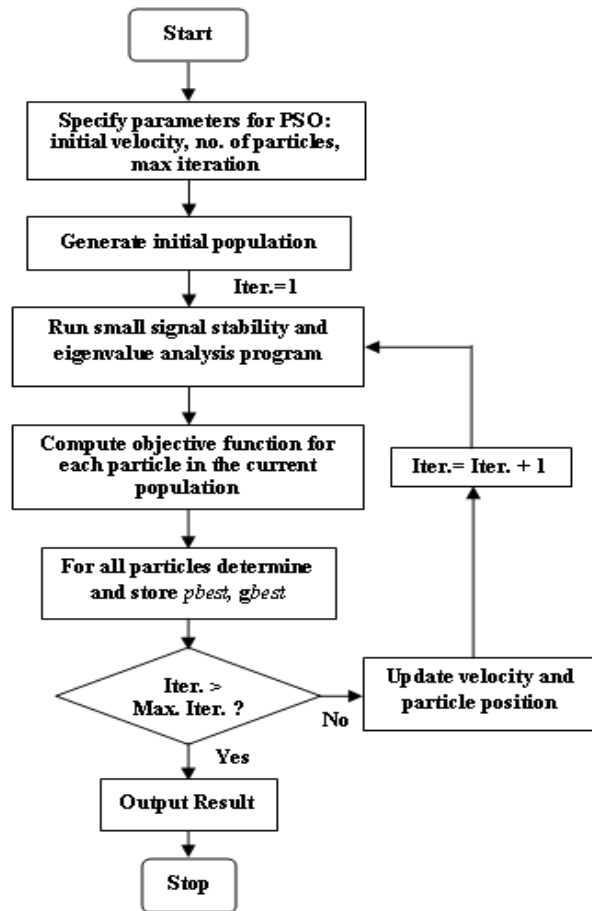 Start
Specify parameters for PSO:
initial velocity, no. of particles,
max iteration
Generate initial population
Iter.=1
Run small signal stability and
eigenvalue analysis program
Compute objective function for
each particle in the current
population
Iter.= Iter. + 1
For all particles determine
and store pbest, gbest
Iter. >
Max. Iter. ?
No
Update velocity and
particle position
Yes
Output Result
Stop